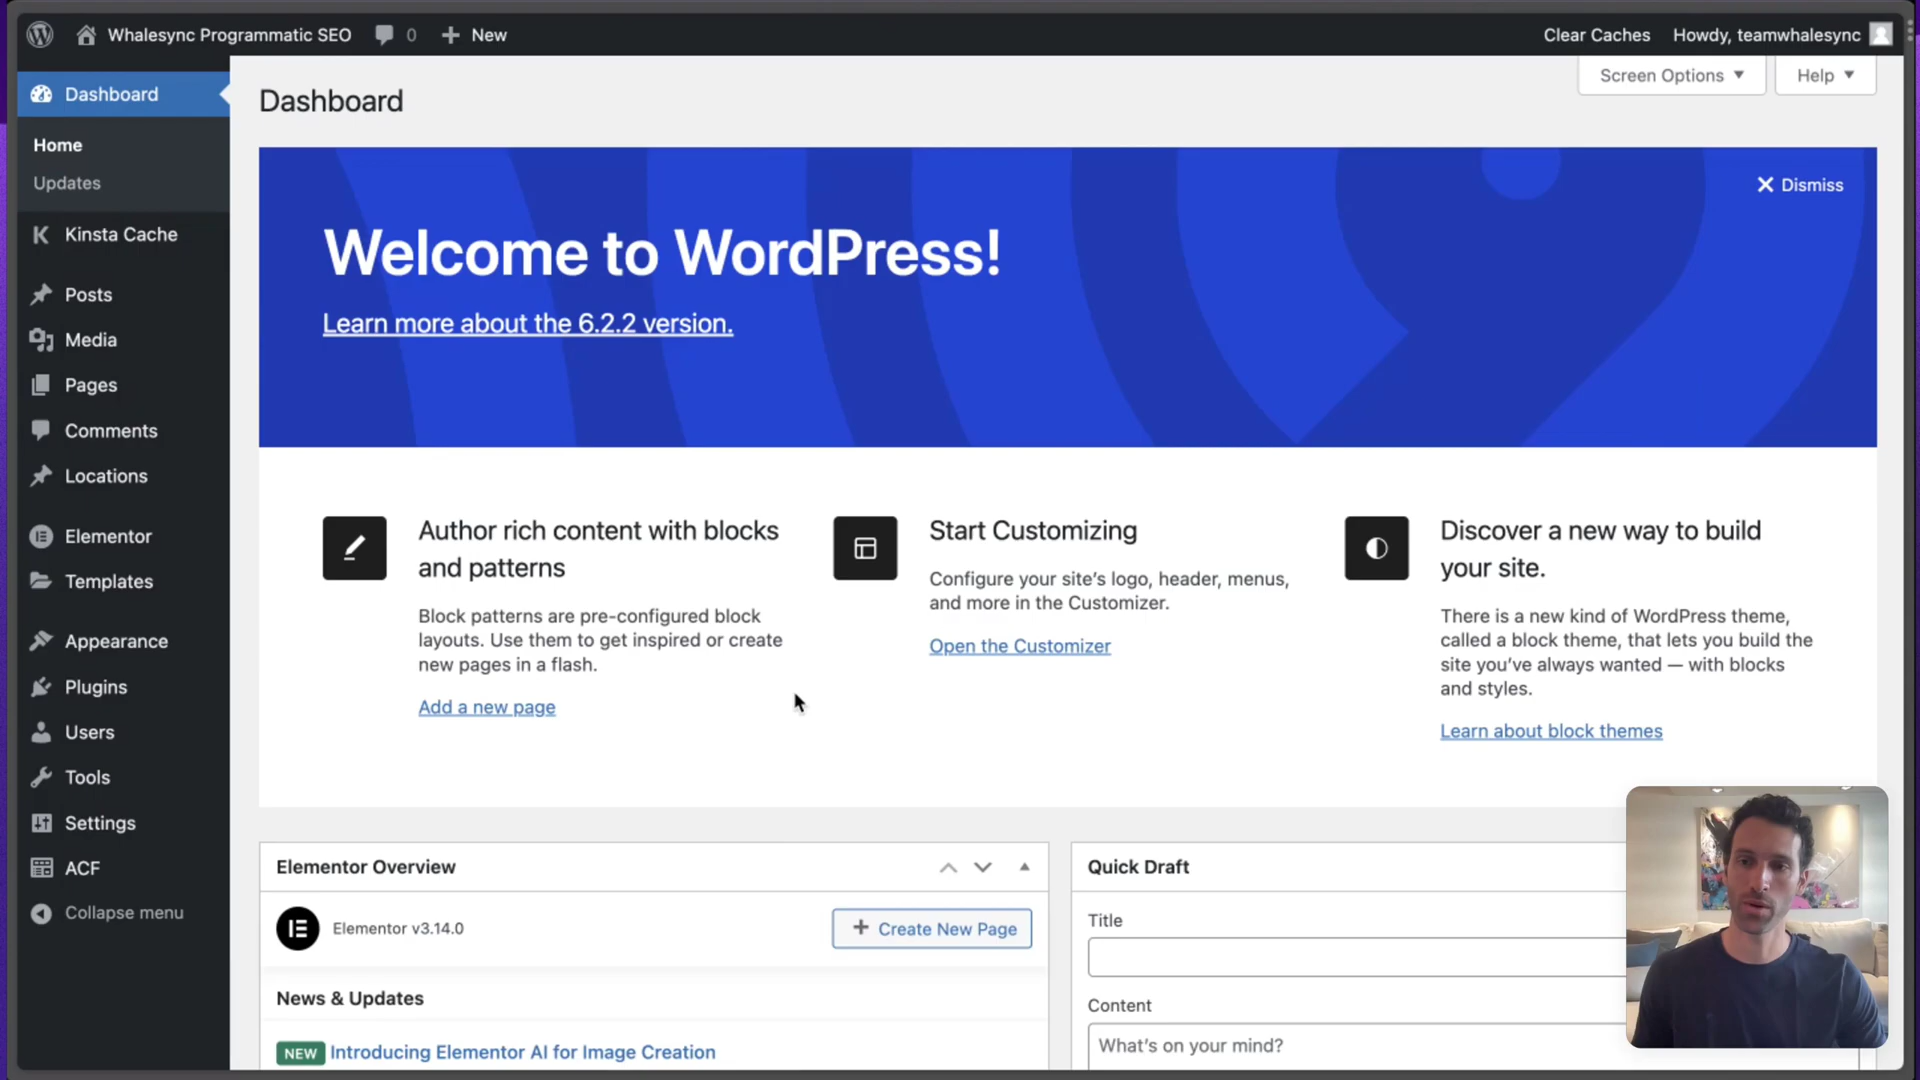 Whalesync Programmatic SEO
0
New
Clear Caches
Howdy, teamwhalesync
Dashboard
Home
Updates
Kinsta Cache
Posts
Media
Pages
Comments
Locations
Elementor
Templates
Appearance
Plugins
Users
Tools
Settings
ACF
Collapse menu
Screen Options
Help
Dashboard
Dismiss
Welcome to WordPress!
Learn more about the 6.2.2 version.
Author rich content with blocks
and patterns
Block patterns are pre-configured block
layouts. Use them to get inspired or create
new pages in a flash.
Add a new page
Start Customizing
Configure your site's logo, header, menus,
and more in the Customizer.
Open the Customizer
Discover a new way to build
your site.
There is a new kind of WordPress theme,
called a block theme, that lets you build the
site you've always wanted — with blocks
and styles.
Learn about block themes
Elementor Overview
Elementor v3.14.0
Create New Page
News & Updates
NEW Introducing Elementor AI for Image Creation
Quick Draft
Title
Content
What's on your mind?